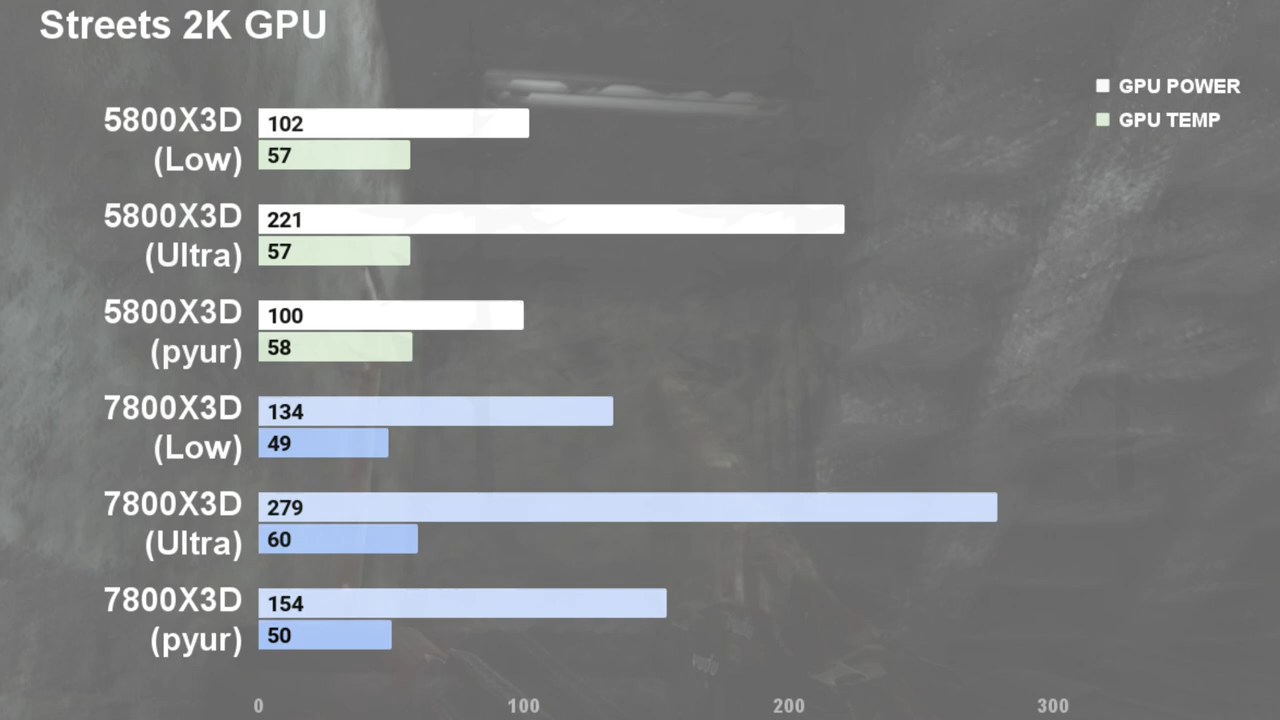 Streets 2K GPU
GPU POWER
GPU TEMP
5800X3D
(Low)
102
57
5800X3D
(Ultra)
221
57
5800X3D
(pyur)
100
58
7800X3D
(Low)
134
49
7800X3D
(Ultra)
279
60
7800X3D
(pyur)
154
50
0 100 200 300